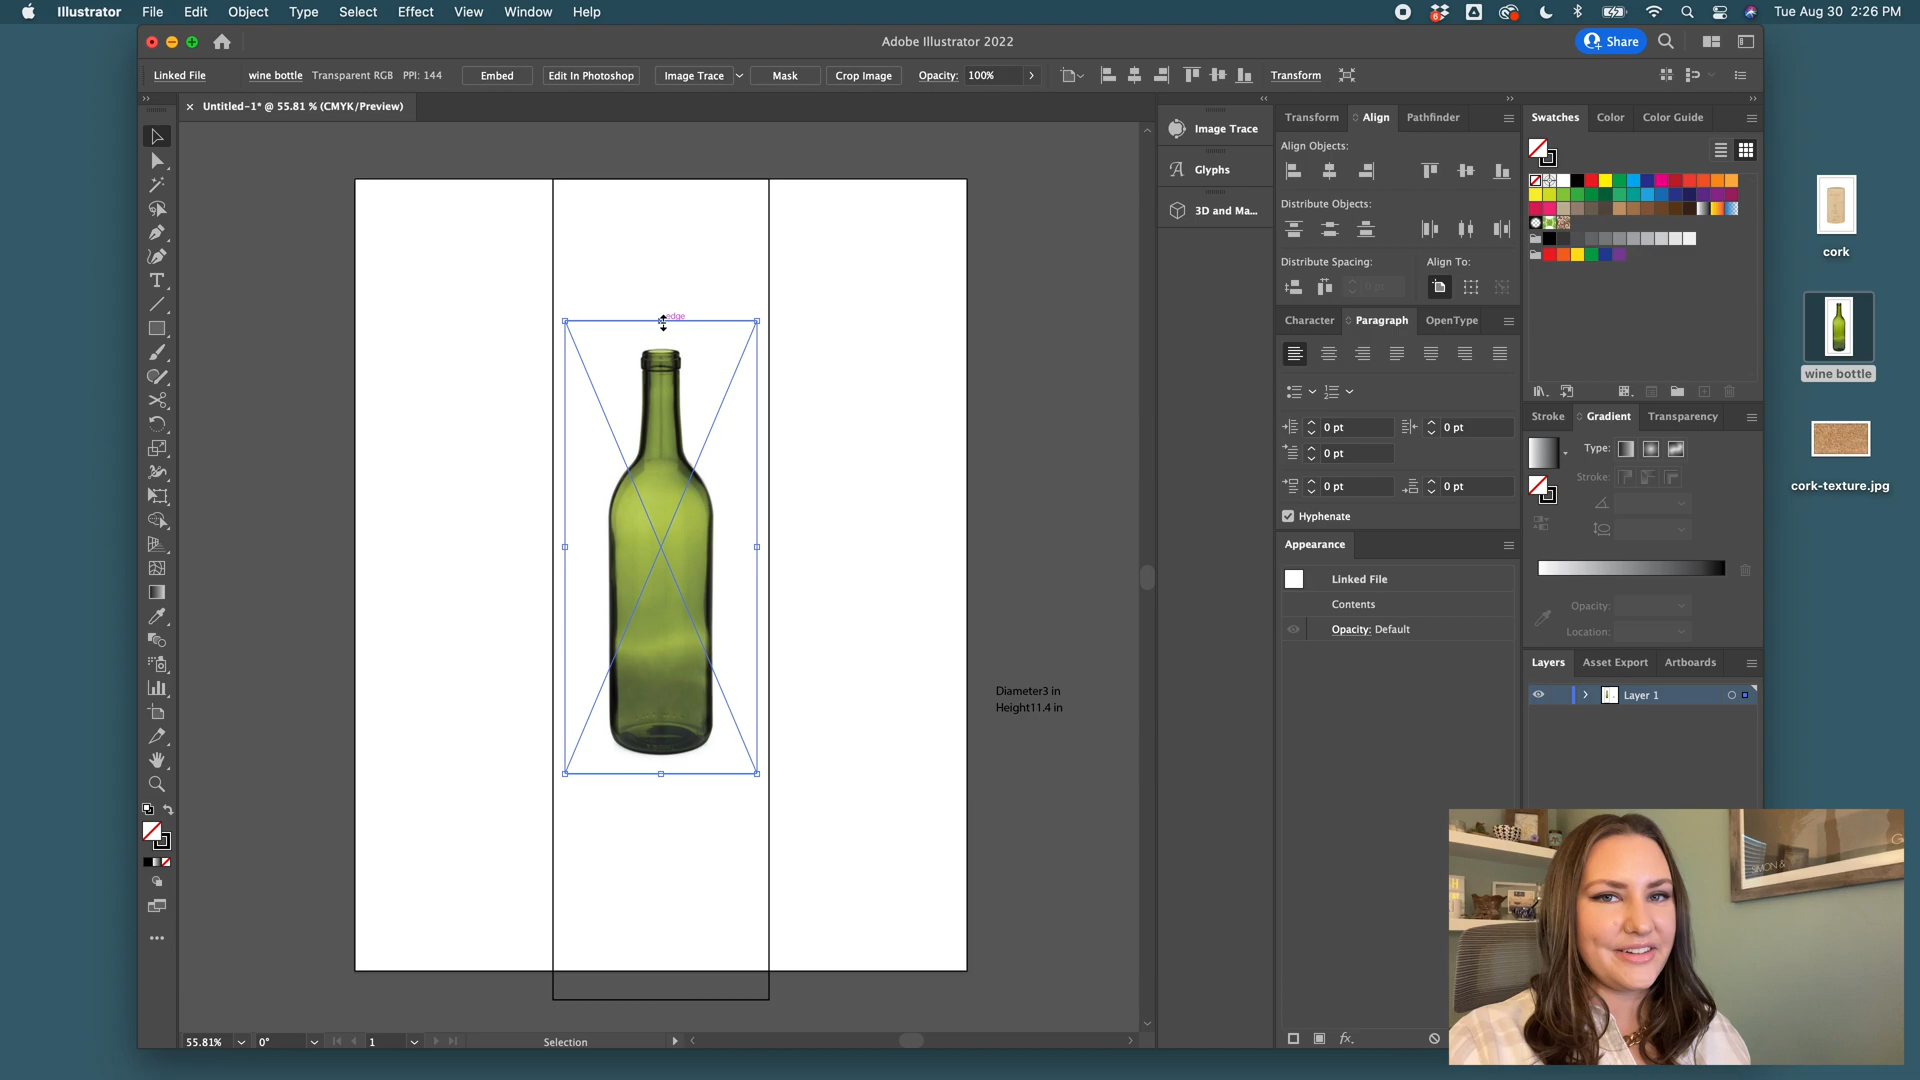 Illustrator File Edit Object Type Select Effect View Window Help
6
Tue Aug 30 2:26 PM
Adobe Illustrator 2022
Share
Linked File wine bottle Transparent RGB PPI: 144 Embed Edit In Photoshop Image Trace Mask Crop Image Opacity: 100% Transform
× Untitled-1* @ 55.81 % (CMYK/Preview)
edge
Diameter3 in
Height11.4 in
55.81% 0° 1 Selection
Image Trace
Glyphs
3D and Ma...
Transform Align Pathfinder
Align Objects:
Distribute Objects:
Distribute Spacing: Align To:
0 pt
Character Paragraph OpenType
0 pt 0 pt
0 pt
0 pt 0 pt
Hyphenate
Appearance
Linked File
Contents
Opacity: Default
fx.
Swatches Color Color Guide
Stroke Gradient Transparency
Type:
Stroke:
Opacity:
Location:
Layers Asset Export Artboards
Layer 1
cork
wine bottle
cork-texture.jpg
SIMON &